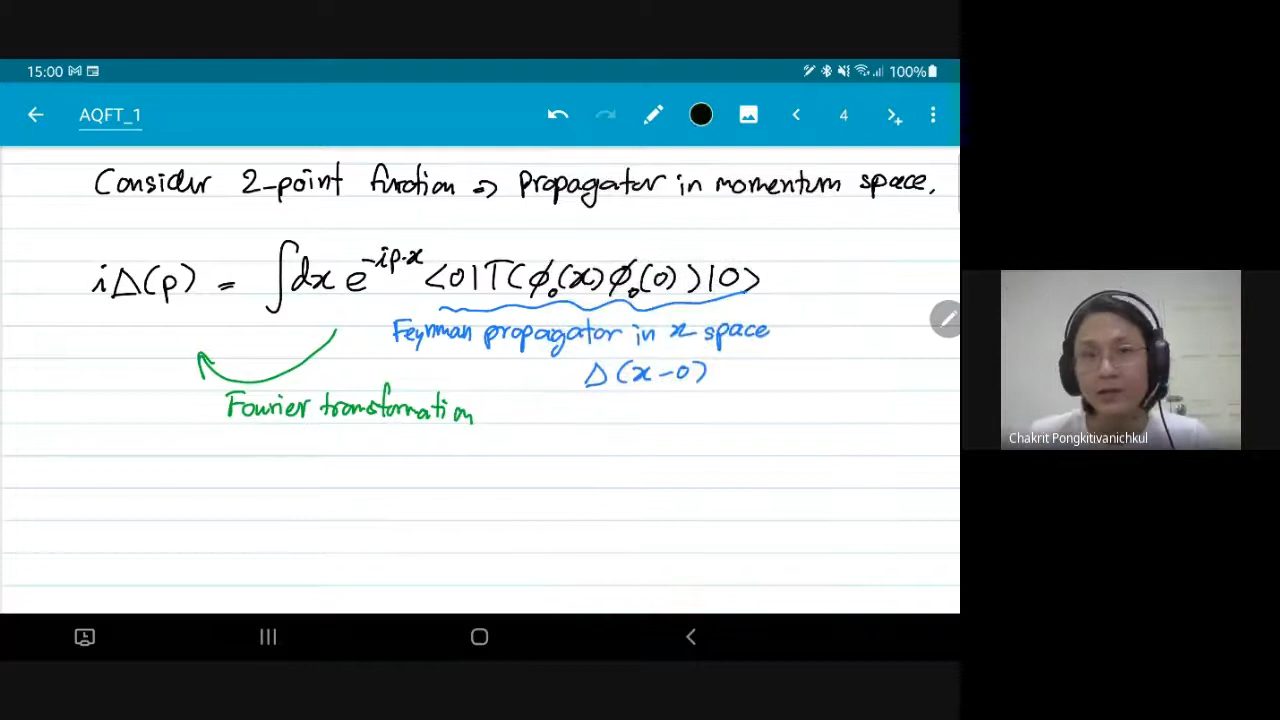 15:00
100%
AQFT_1
4
Consider 2-point function ⇒ propagator in momentum space.
iΔ(p) = ∫dx e^{-ip·x} <0|T(ϕ₀(x)ϕ₀(0))|0>
Feynman propagator in x space
Δ(x-0)
Fourier transformation
Chakrit Pongkitivanichkul